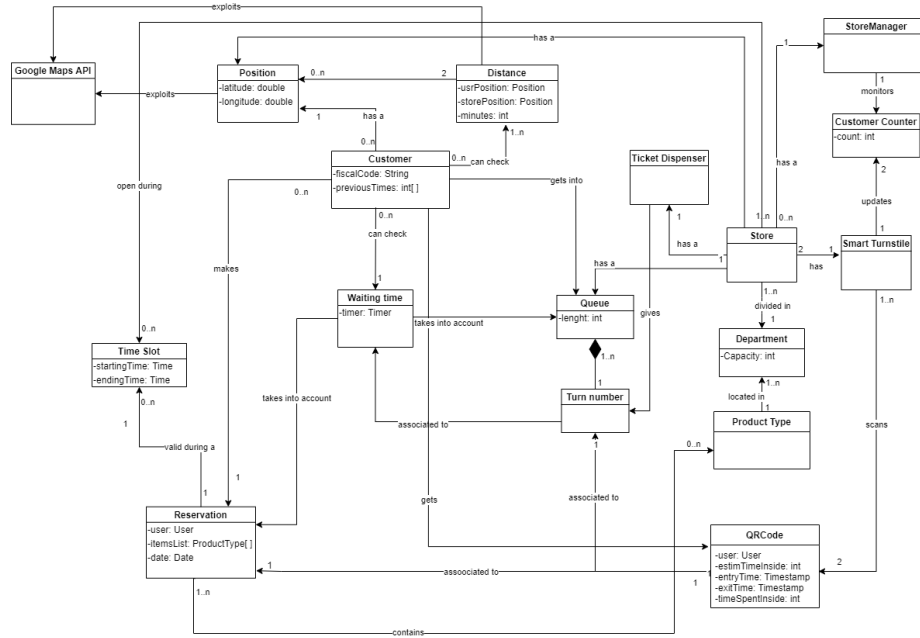 exploits
StoreManager
has a
1
Google Maps API
Position
-latitude: double
-longitude: double
0..n
2
Distance
-usrPosition: Position
-storePosition: Position
-minutes: int
exploits
1
monitors
Customer Counter
-count: int
1
has a
0..n
1..n
Customer
-fiscalCode: String
-previousTimes: int[ ]
0..n
can check
Ticket Dispenser
has a
2
open during
0..n
gets into
1
updates
1..n
0..n
0..n
can check
Store
1
Smart Turnstile
makes
has a
has a
1
2
1
has
1
Waiting time
-timer: Timer
Queue
-lenght: int
1..n
1..n
divided in
takes into account
gives
1
Department
-Capacity: int
0..n
Time Slot
-startingTime: Time
-endingTime: Time
1..n
takes into account
1
Turn number
1..n
located in
1
Product Type
0..n
1
associated to
scans
valid during a
1
0..n
1
1
gets
associated to
Reservation
-user: User
-itemsList: ProductType[ ]
-date: Date
QRCode
-user: User
-estimTimeInside: int
-entryTime: Timestamp
-exitTime: Timestamp
-timeSpentInside: int
2
1
assoociated to
1
1..n
contains